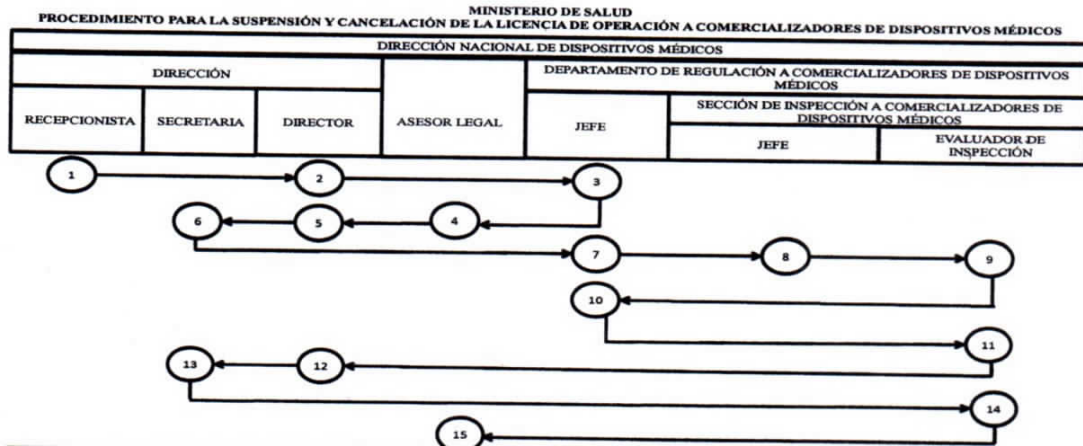 MINISTERIO DE SALUD
PROCEDIMIENTO PARA LA SUSPENSIÓN Y CANCELACIÓN DE LA LICENCIA DE OPERACIÓN A COMERCIALIZADORES DE DISPOSITIVOS MÉDICOS
DIRECCIÓN NACIONAL DE DISPOSITIVOS MÉDICOS
DIRECCIÓN
DEPARTAMENTO DE REGULACIÓN A COMERCIALIZADORES DE DISPOSITIVOS
MÉDICOS
RECEPCIONISTA
SECRETARIA
DIRECTOR
ASESOR LEGAL
JEFE
SECCIÓN DE INSPECCIÓN A COMERCIALIZADORES DE
DISPOSITIVOS MÉDICOS
JEFE
EVALUADOR DE
INSPECCIÓN
1
2
3
6
5
4
7
8
9
10
11
13
12
14
15